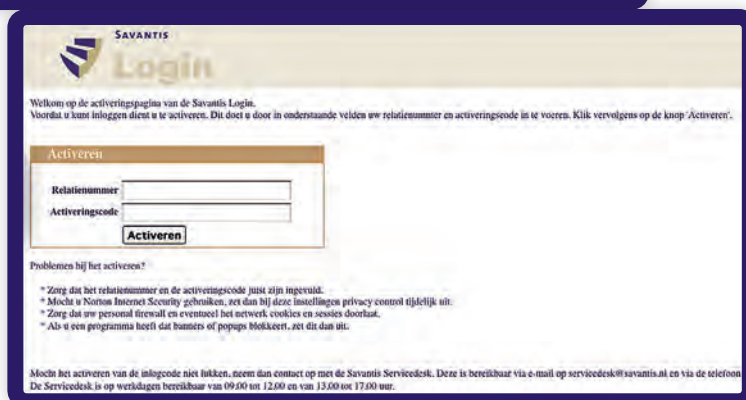 SAVANTIS
Login
Welkom op de activeringspagina van de Savantis Login.
Voordat u kunt inloggen dient u te activeren. Dit doet u door in onderstaande velden uw relatienummer en activeringscode in te voeren. Klik vervolgens op de knop 'Activeren'.
Activeren
Relatienummer
Activeringscode
Activeren
Problemen bij het activeren?
* Zorg dat het relatienummer en de activeringscode juist zijn ingevuld.
* Mocht u Norton Internet Security gebruiken, zet dan bij deze instellingen privacy control tijdelijk uit.
* Zorg dat uw personal firewall en eventueel het netwerk cookies en sessies doorlaat.
* Als u een programma heeft dat banners of popups blokkeert, zet dit dan uit.
Mocht het activeren van de inlogcode niet lukken, neem dan contact op met de Savantis Servicedesk. Deze is bereikbaar via e-mail op servicedesk@savantis.nl en via de telefoon
De Servicedesk is op werkdagen bereikbaar van 09.00 tot 12.00 en van 13.00 tot 17.00 uur.